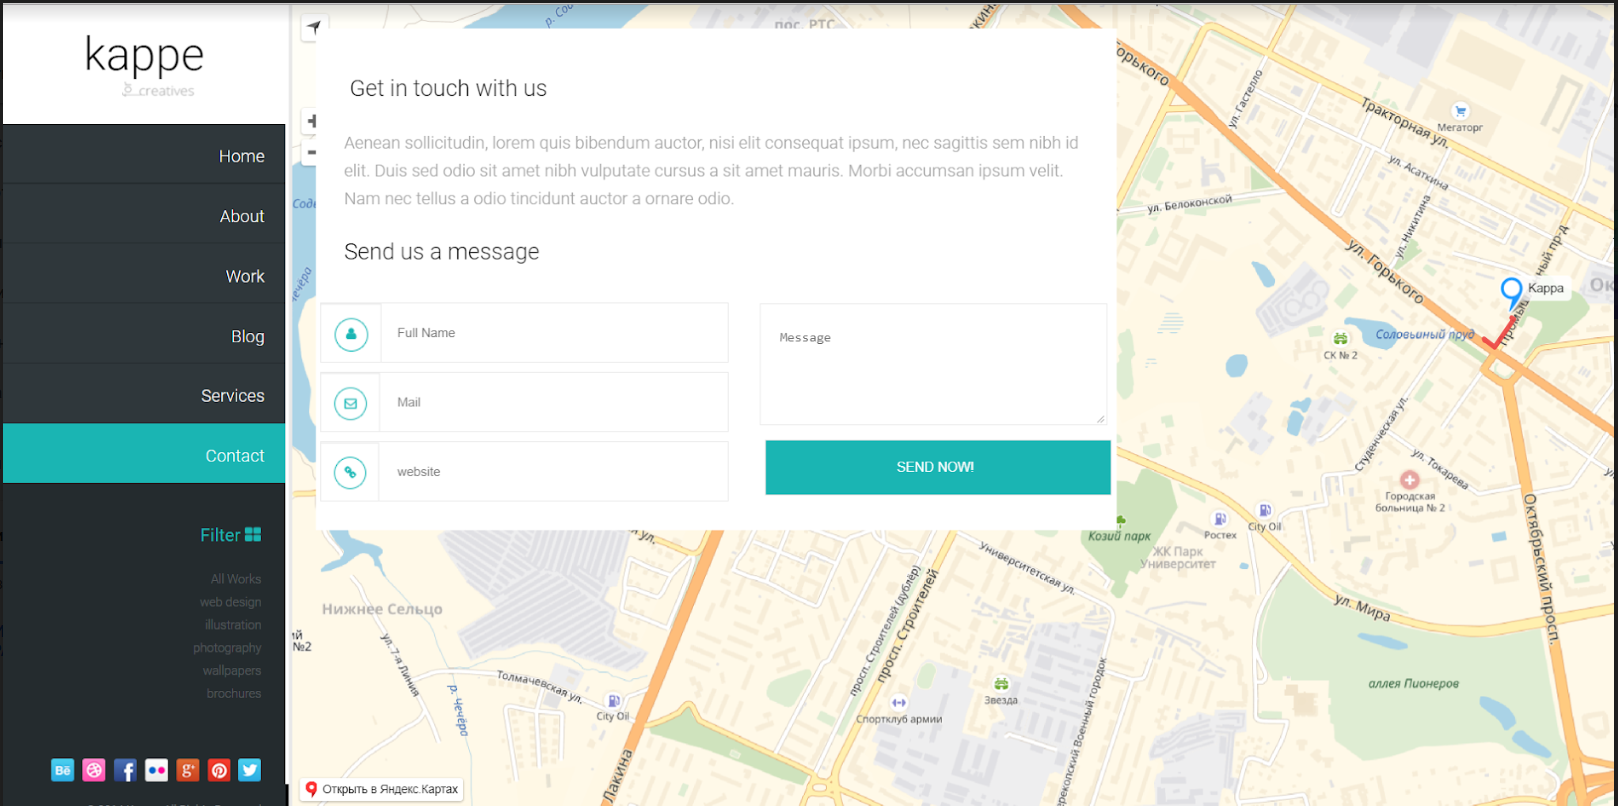 kappe
creatives
Home
About
Work
Blog
Services
Contact
Filter
All Works
web design
illustration
photography
wallpapers
brochures
Get in touch with us
Aenean sollicitudin, lorem quis bibendum auctor, nisi elit consequat ipsum, nec sagittis sem nibh id
elit. Duis sed odio sit amet nibh vulputate cursus a sit amet mauris. Morbi accumsan ipsum velit.
Nam nec tellus a odio tincidunt auctor a ornare odio.
Send us a message
Full Name
Mail
website
Message
SEND NOW!
пос. РТС
Горького
ул. Гастелло
Тракторная ул.
Мегаторг
ул. Асаткина
ул. Никитина
ул. Белоконской
ул. Горького
Kappa
Соловьиный пруд
СК № 2
Студенческая ул.
ул. Токарева
Городская
больница № 2
City Oil
Ростех
Козий парк
ЖК Парк
Университет
Университетская ул.
Октябрьский просп.
ул. Мира
аллея Пионеров
Нижнее Сельцо
№2
ул. 7-я Линия
р. Чечёра
Толмачевская ул.
City Oil
просп. Строителей (дублёр)
просп. Строителей
Звезда
Спортклуб армии
Лакина
Открыть в Яндекс.Картах